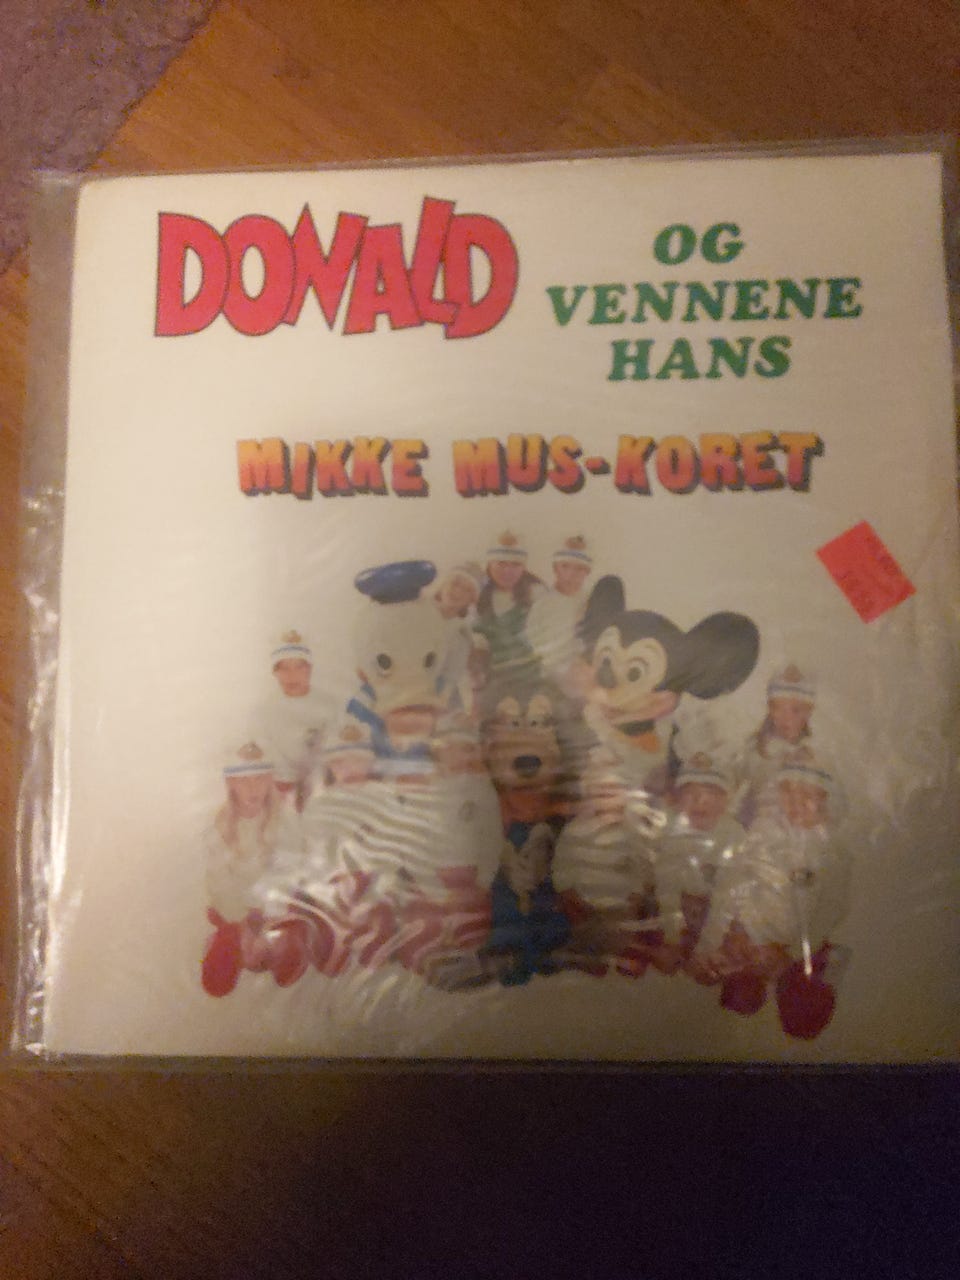 DONALD
OG
VENNENE
HANS
MIKKE MUS-KORET